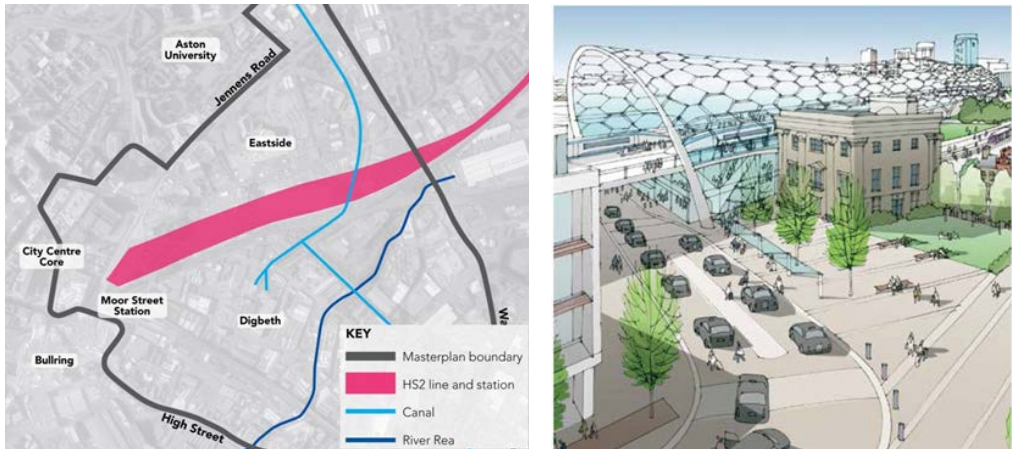 Aston
University
Jennens Road
Eastside
City Centre
Core
Moor Street
Station
Digbeth
Bullring
High Street
KEY
Masterplan boundary
HS2 line and station
Canal
River Rea